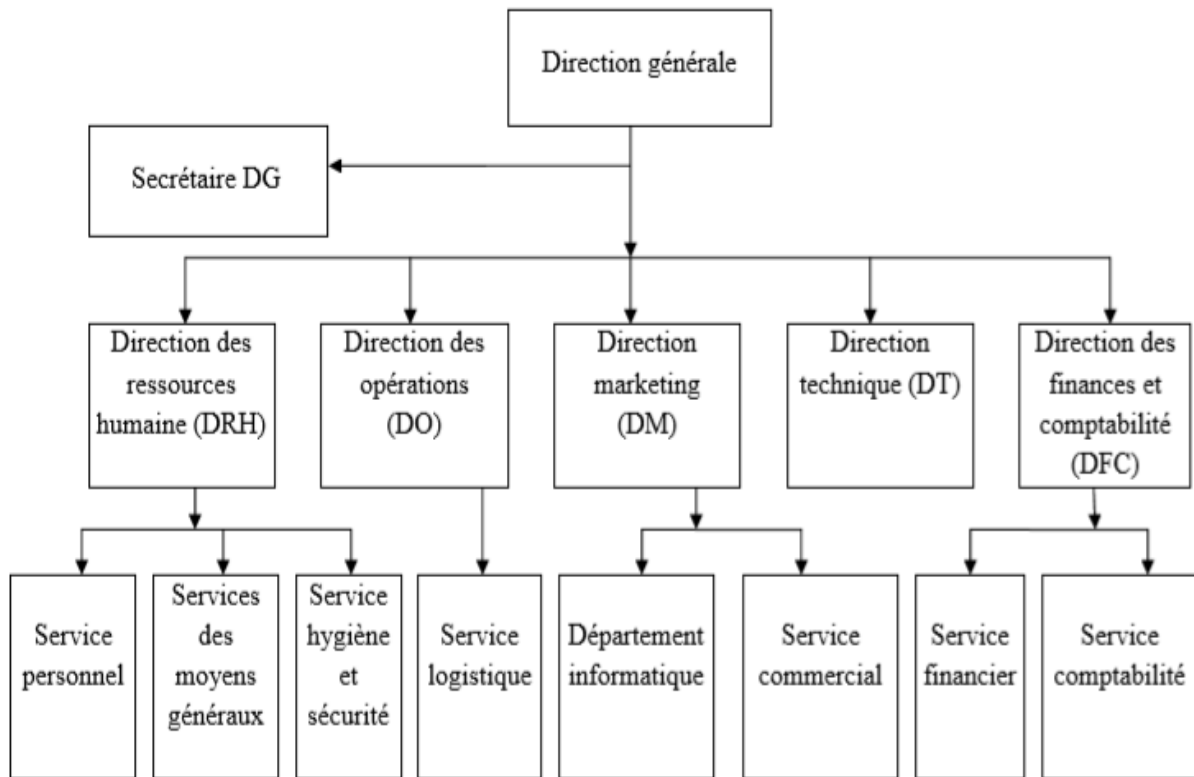 Direction générale
Secrétaire DG
Direction des
ressources
humaine (DRH)
Direction des
opérations
(DO)
Direction
marketing
(DM)
Direction
technique (DT)
Direction des
finances et
comptabilité
(DFC)
Service
personnel
Services
des
moyens
généraux
Service
hygiène
et
sécurité
Service
logistique
Département
informatique
Service
commercial
Service
financier
Service
comptabilité